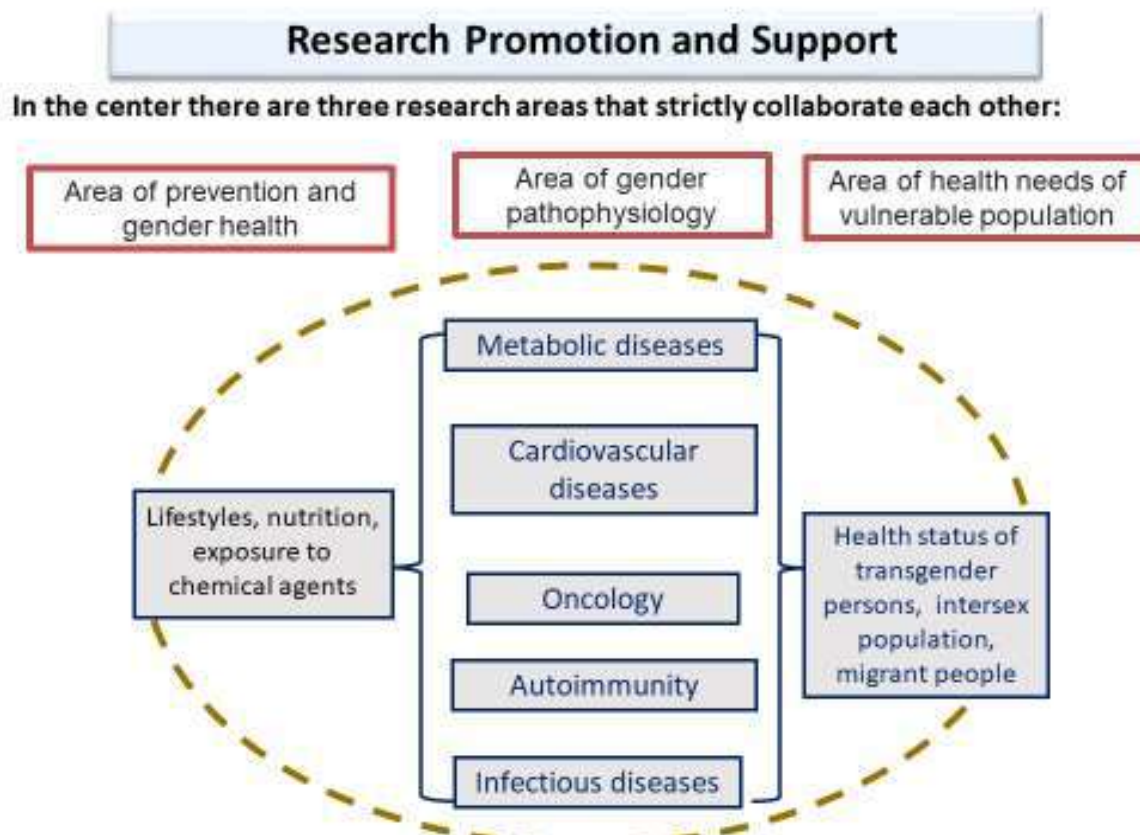 Research Promotion and Support
In the center there are three research areas that strictly collaborate each other:
Area of prevention and
gender health
Area of gender
pathophysiology
Area of health needs of
vulnerable population
Lifestyles, nutrition,
exposure to
chemical agents
Metabolic diseases
Cardiovascular
diseases
Oncology
Autoimmunity
Infectious diseases
Health status of
transgender
persons, intersex
population,
migrant people